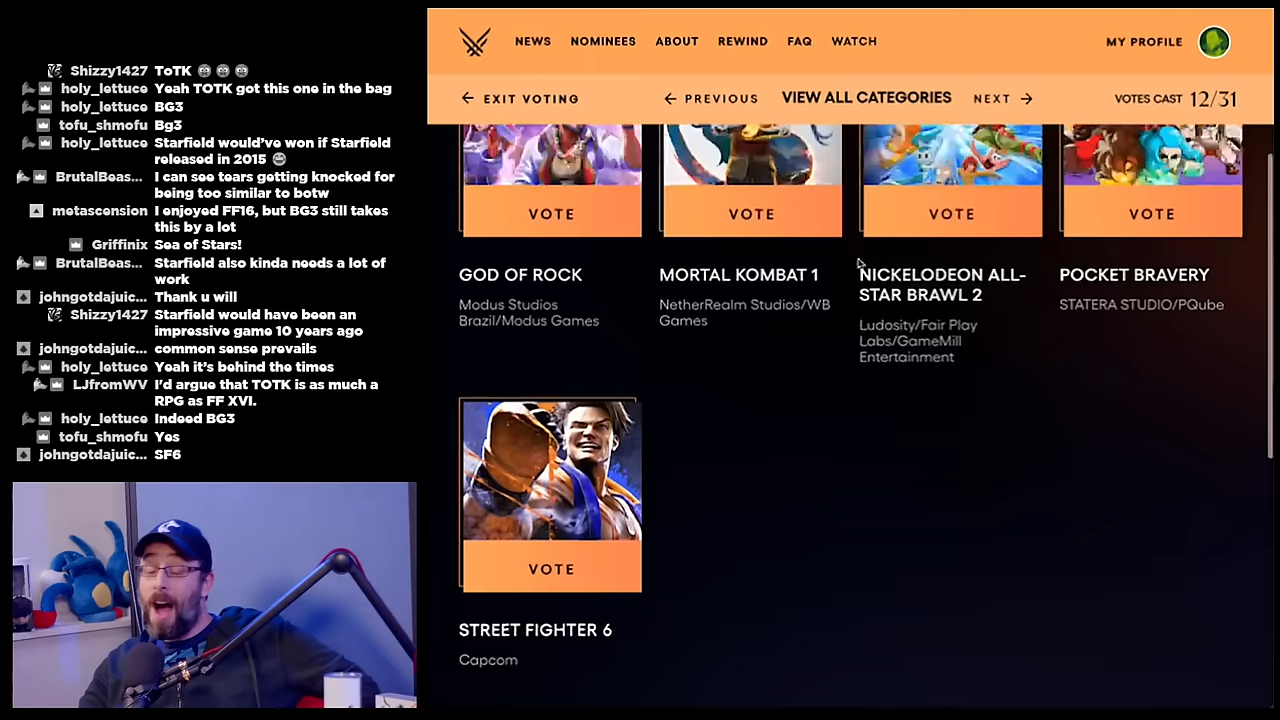 Shizzy1427 ToTK
holy_lettuce Yeah TOTK got this one in the bag
holy_lettuce BG3
tofu_shmofu Bg3
holy_lettuce Starfield would've won if Starfield
released in 2015
BrutalBeas... I can see tears getting knocked for
being too similar to botw
metascension I enjoyed FF16, but BG3 still takes
this by a lot
Griffinix Sea of Stars!
BrutalBeas... Starfield also kinda needs a lot of
work
johngotdajuic... Thank u will
Shizzy1427 Starfield would have been an
impressive game 10 years ago
johngotdajuic... common sense prevails
holy_lettuce Yeah it's behind the times
LJfromWV I'd argue that TOTK is as much a
RPG as FF XVI.
holy_lettuce Indeed BG3
tofu_shmofu Yes
johngotdajuic... SF6
NEWS NOMINEES ABOUT REWIND FAQ WATCH MY PROFILE
← EXIT VOTING ← PREVIOUS VIEW ALL CATEGORIES NEXT → VOTES CAST 12/31
VOTE VOTE VOTE VOTE
GOD OF ROCK
Modus Studios
Brazil/Modus Games
MORTAL KOMBAT 1
NetherRealm Studios/WB
Games
NICKELODEON ALL-
STAR BRAWL 2
Ludosity/Fair Play
Labs/GameMill
Entertainment
POCKET BRAVERY
STATERA STUDIO/PQube
VOTE
STREET FIGHTER 6
Capcom